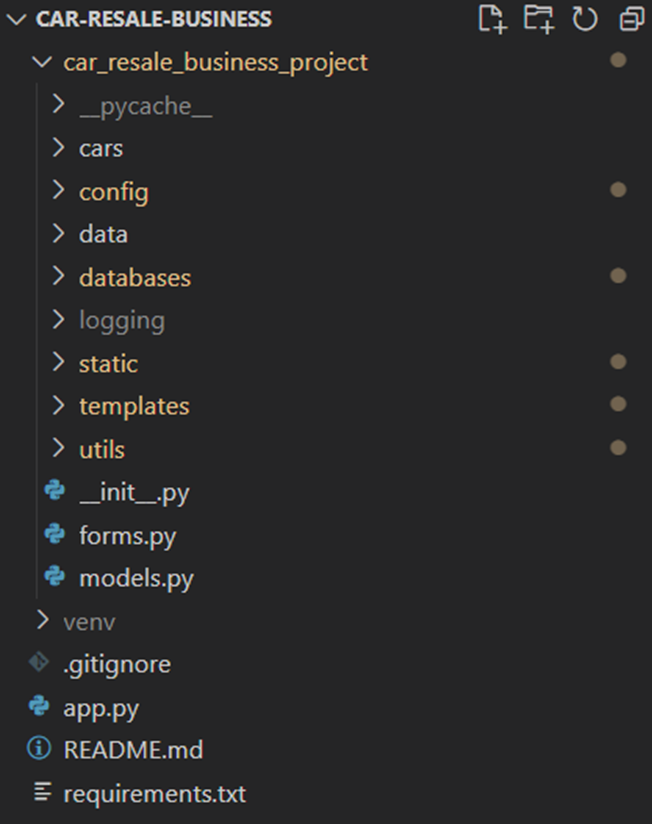 CAR-RESALE-BUSINESS
car_resale_business_project
__pycache__
cars
config
data
databases
logging
static
templates
utils
__init__.py
forms.py
models.py
venv
.gitignore
app.py
README.md
requirements.txt